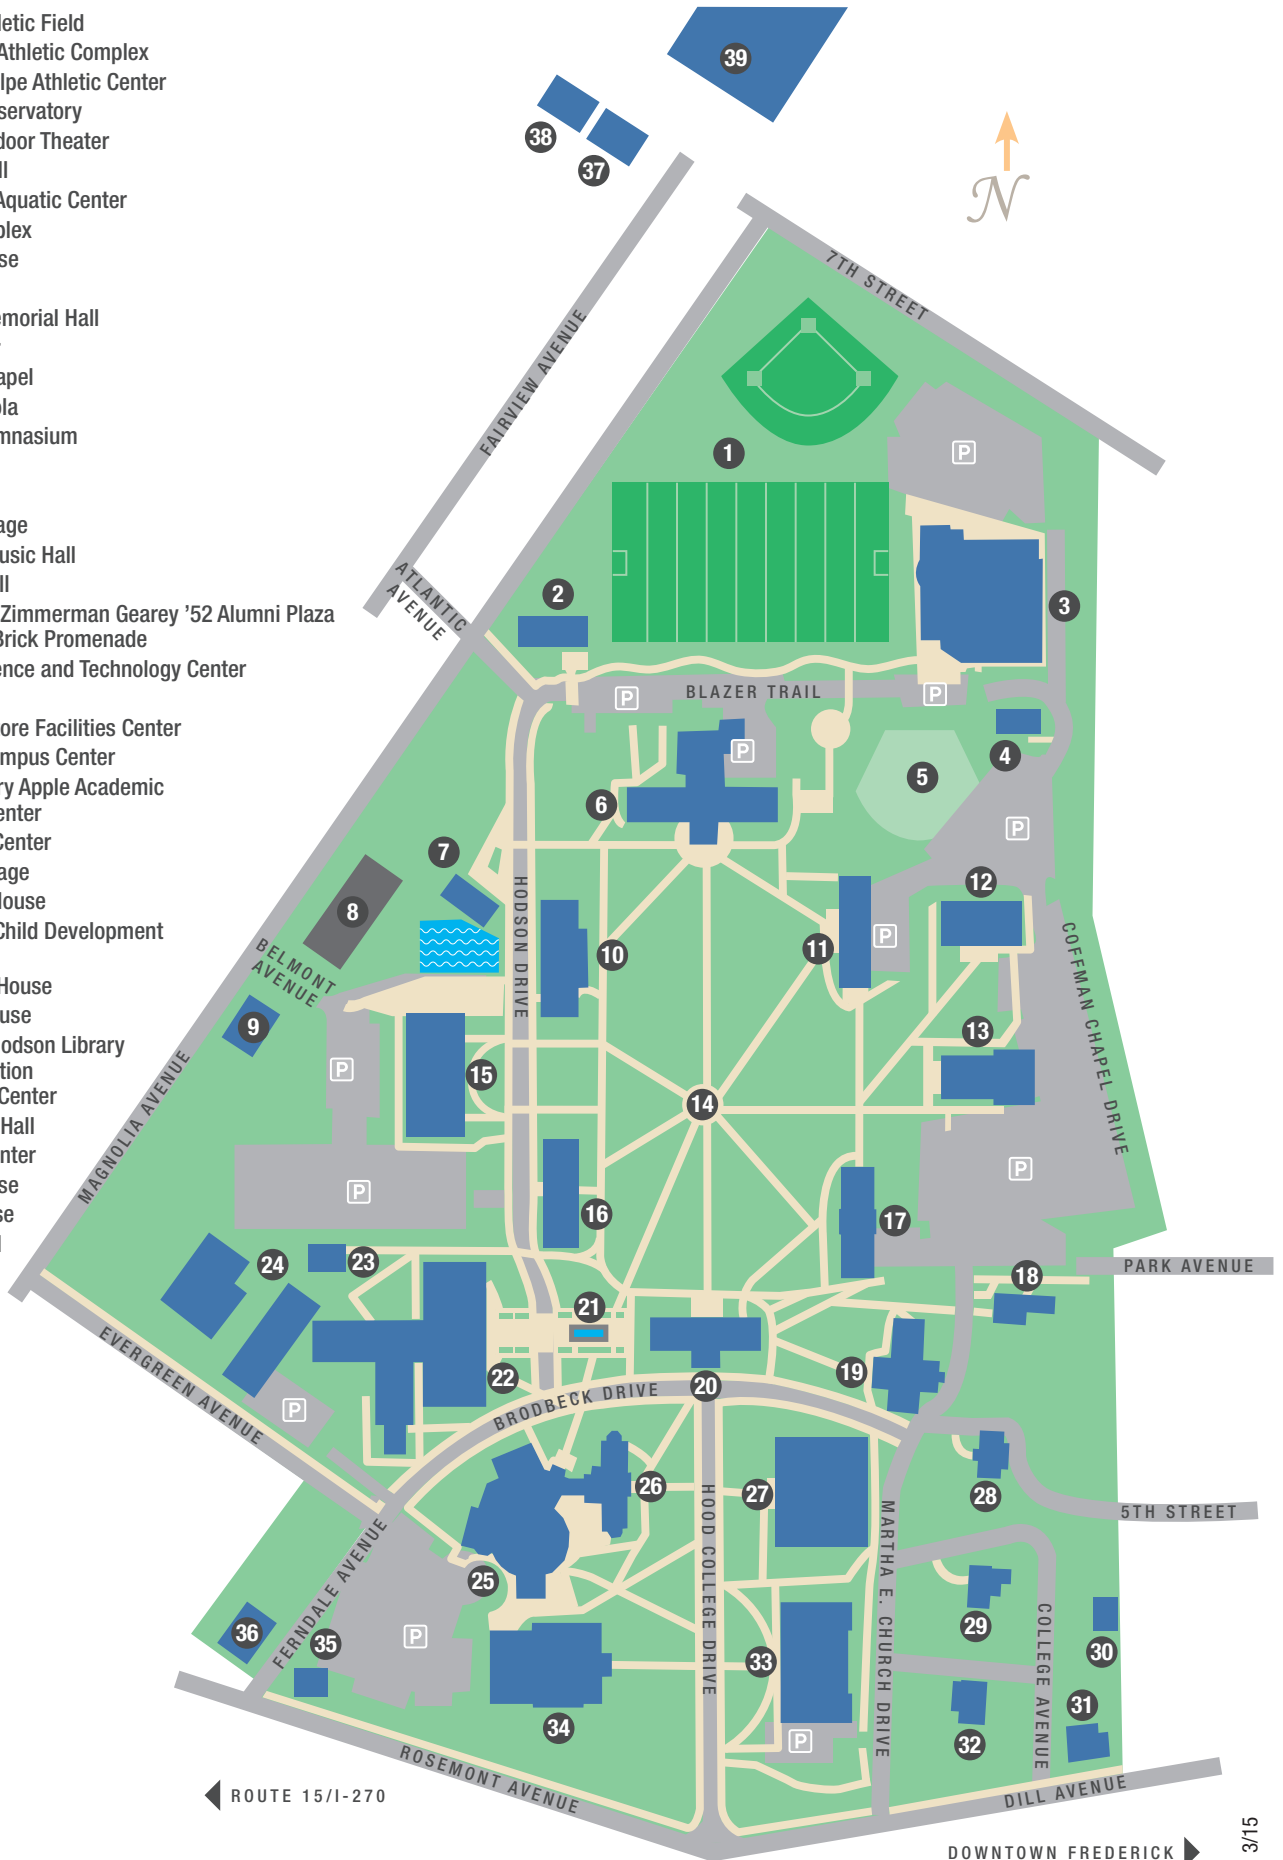 letic Field
Athletic Complex
lpe Athletic Center
servatory
door Theater
ll
Aquatic Center
plex
se
emorial Hall
apel
ola
mnasium
age
usic Hall
ll
Zimmerman Gearey ’52 Alumni Plaza
Brick Promenade
ence and Technology Center
ore Facilities Center
mpus Center
ry Apple Academic
enter
Center
age
House
Child Development
House
use
odson Library
tion
Center
Hall
nter
se
se
39
38
37
N
7TH STREET
FAIRVIEW AVENUE
1
P
ATLANTIC
AVENUE
2
3
P
BLAZER TRAIL
P
P
4
5
6
P
7
8
HODSON DRIVE
12
10
11
P
COFFMAN CHAPEL DRIVE
BELMONT
AVENUE
9
13
P
15
14
MAGNOLIA AVENUE
P
P
16
17
24
23
18
PARK AVENUE
21
EVERGREEN AVENUE
22
19
20
P
BRODBECK DRIVE
26
27
28
HOOD COLLEGE DRIVE
MARTHA E. CHURCH DRIVE
5TH STREET
25
FERNDALE AVENUE
29
COLLEGE AVENUE
36
35
P
33
30
31
34
P
32
ROSEMONT AVENUE
ROUTE 15/I-270
DILL AVENUE
DOWNTOWN FREDERICK
3/15